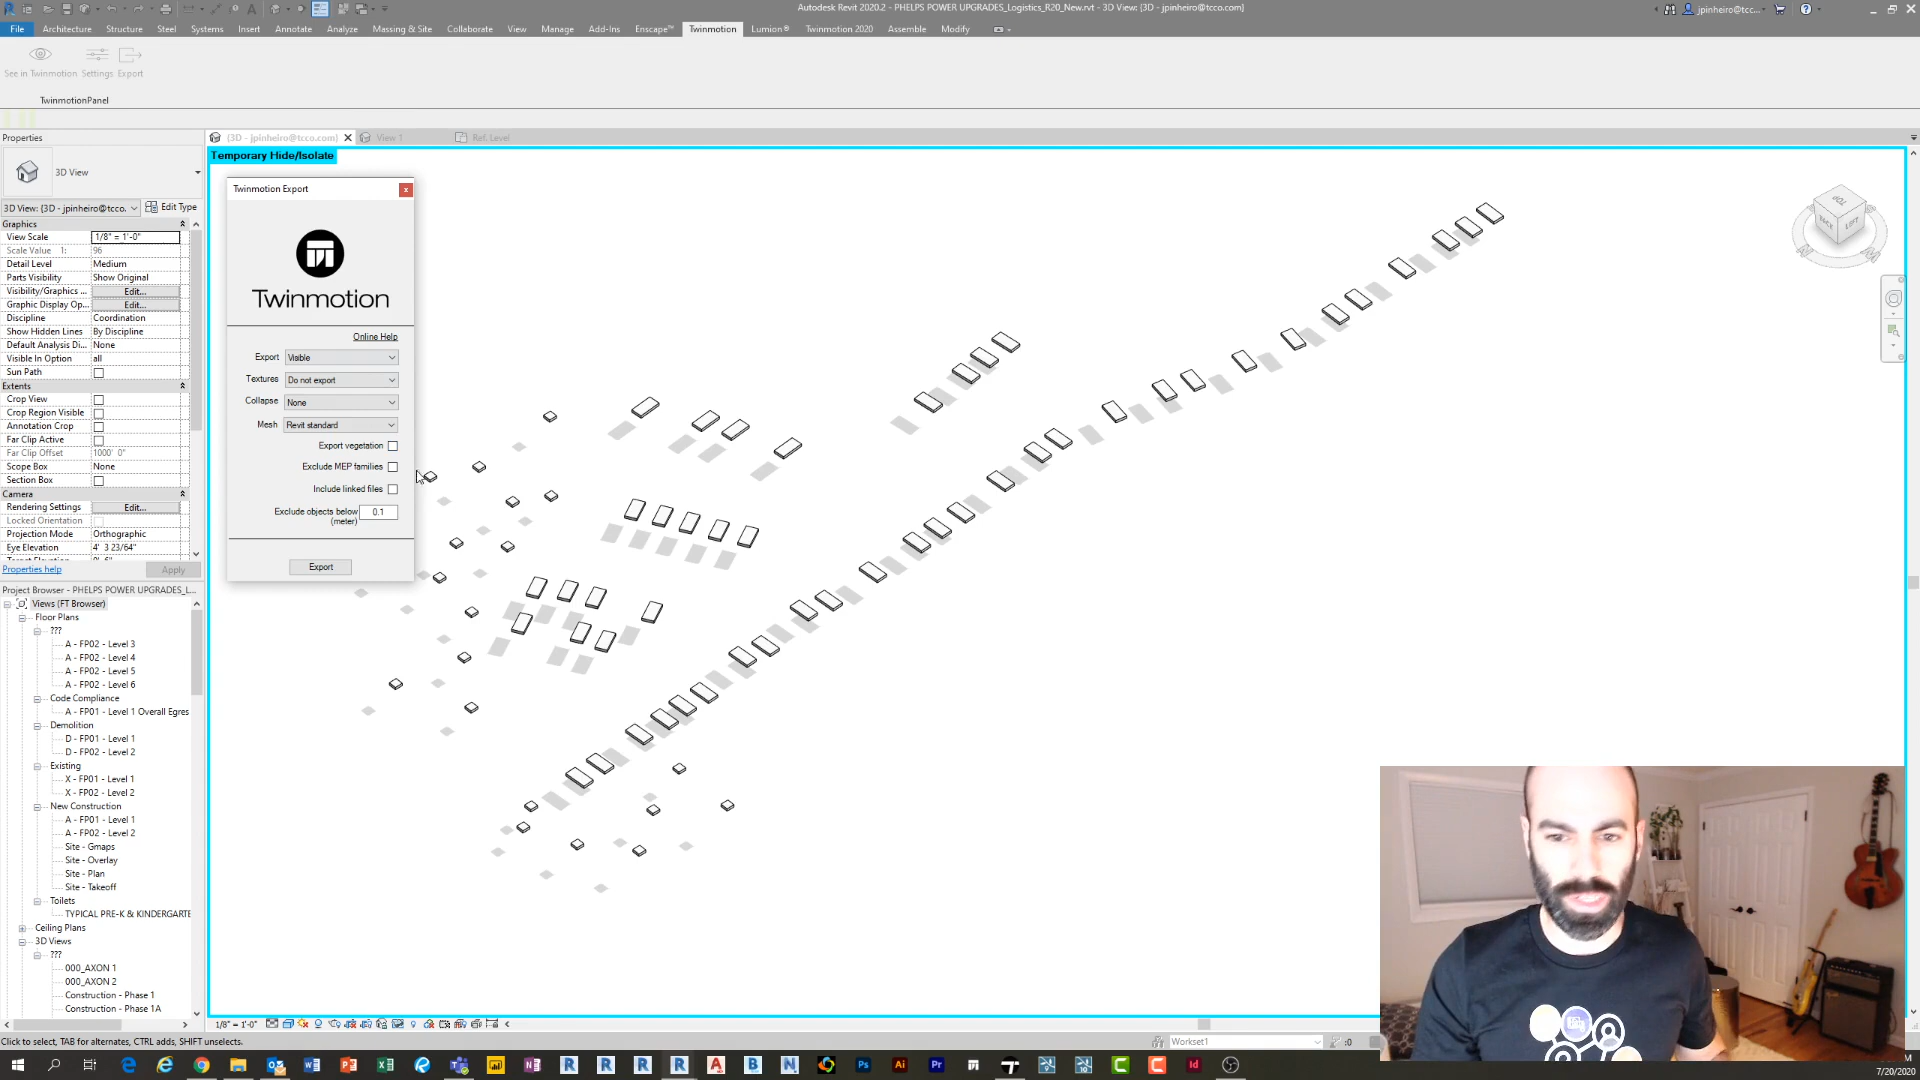 Autodesk Revit 2020.2 - PHELPS POWER UPGRADES_Logistics_R20_New.rvt - 3D View: {3D - jpinheiro@tcco.com}
jpinheiro@tcc...
File Architecture Structure Steel Systems Insert Annotate Analyze Massing & Site Collaborate View Manage Add-Ins Enscape™ Twinmotion Lumion® Twinmotion 2020 Assemble Modify
See in Twinmotion Settings Export
TwinmotionPanel
Properties
{3D - jpinheiro@tcco.com} View 1 Ref. Level
Temporary Hide/Isolate
3D View
3D View: {3D - jpinheiro@tcco. Edit Type
Graphics
View Scale 1/8" = 1'-0"
Scale Value 1: 96
Detail Level Medium
Parts Visibility Show Original
Visibility/Graphics ... Edit...
Graphic Display Op... Edit...
Discipline Coordination
Show Hidden Lines By Discipline
Default Analysis Di... None
Visible In Option all
Sun Path
Extents
Crop View
Crop Region Visible
Annotation Crop
Far Clip Active
Far Clip Offset 1000' 0"
Scope Box None
Section Box
Camera
Rendering Settings Edit...
Locked Orientation
Projection Mode Orthographic
Eye Elevation 4' 3 23/64"
Properties help Apply
Twinmotion Export
x
Twinmotion
Online Help
Export Visible
Textures Do not export
Collapse None
Mesh Revit standard
Export vegetation
Exclude MEP families
Include linked files
Exclude objects below (meter) 0.1
Export
TOP
BACK
LEFT
Project Browser - PHELPS POWER UPGRADES_L...
Views (FT Browser)
Floor Plans
???
A - FP02 - Level 3
A - FP02 - Level 4
A - FP02 - Level 5
A - FP02 - Level 6
Code Compliance
A - FP01 - Level 1 Overall Egres
Demolition
D - FP01 - Level 1
D - FP02 - Level 2
Existing
X - FP01 - Level 1
X - FP02 - Level 2
New Construction
A - FP01 - Level 1
A - FP02 - Level 2
Site - Gmaps
Site - Overlay
Site - Plan
Site - Takeoff
Toilets
TYPICAL PRE-K & KINDERGARTE
Ceiling Plans
3D Views
???
000_AXON 1
000_AXON 2
Construction - Phase 1
Construction - Phase 1A
1/8" = 1'-0"
Click to select, TAB for alternates, CTRL adds, SHIFT unselects.
Workset1
:0
7/20/2020